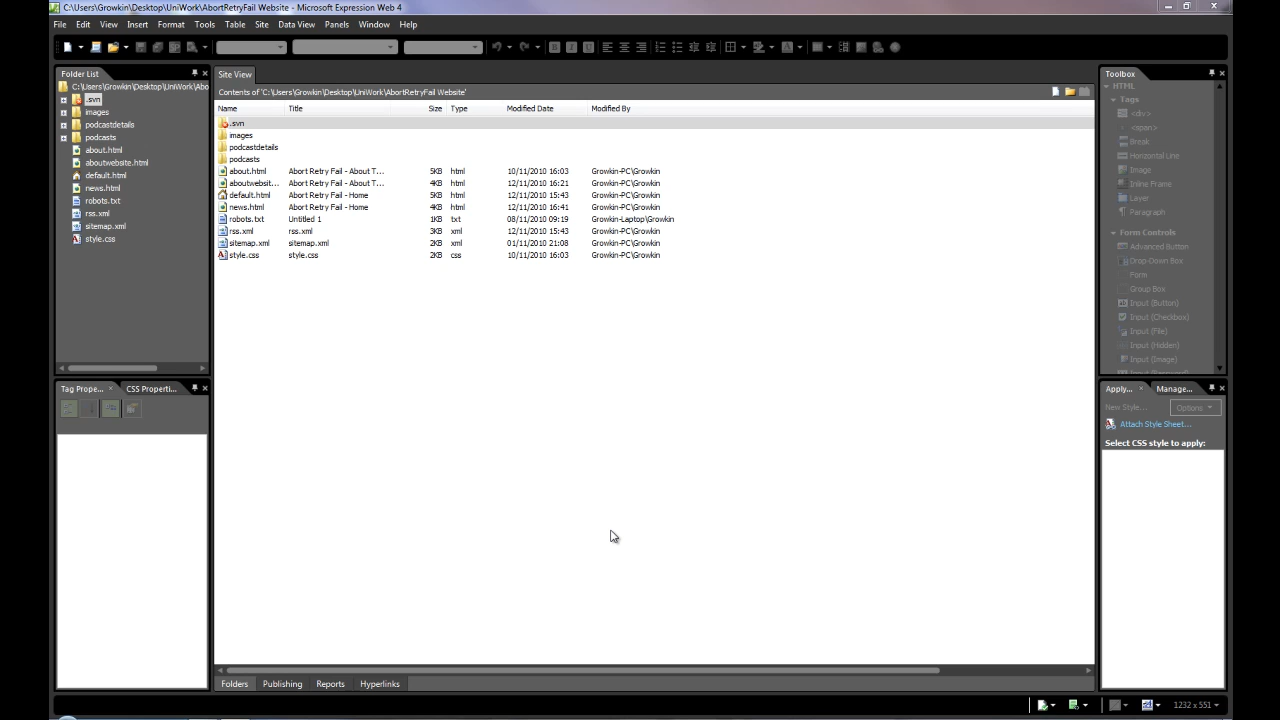 C:\Users\Growkin\Desktop\UniWork\AbortRetryFail Website - Microsoft Expression Web 4
File Edit View Insert Format Tools Table Site Data View Panels Window Help
Folder List
C:\Users\Growkin\Desktop\UniWork\Abo
.svn
images
podcastdetails
podcasts
about.html
aboutwebsite.html
default.html
news.html
robots.txt
rss.xml
sitemap.xml
style.css
Tag Prope... CSS Properti...
Site View
Contents of 'C:\Users\Growkin\Desktop\UniWork\AbortRetryFail Website'
Name Title Size Type Modified Date Modified By
.svn
images
podcastdetails
podcasts
about.html Abort Retry Fail - About T... 5KB html 10/11/2010 16:03 Growkin-PC\Growkin
aboutwebsit... Abort Retry Fail - About T... 4KB html 12/11/2010 16:21 Growkin-PC\Growkin
default.html Abort Retry Fail - Home 5KB html 12/11/2010 15:43 Growkin-PC\Growkin
news.html Abort Retry Fail - Home 4KB html 12/11/2010 16:41 Growkin-PC\Growkin
robots.txt Untitled 1 1KB txt 08/11/2010 09:19 Growkin-Laptop\Growkin
rss.xml rss.xml 3KB xml 12/11/2010 15:43 Growkin-PC\Growkin
sitemap.xml sitemap.xml 2KB xml 01/11/2010 21:08 Growkin-PC\Growkin
style.css style.css 2KB css 10/11/2010 16:03 Growkin-PC\Growkin
Folders Publishing Reports Hyperlinks
Toolbox
HTML
Tags
<div>
<span>
Break
Horizontal Line
Image
Inline Frame
Layer
Paragraph
Form Controls
Advanced Button
Drop-Down Box
Form
Group Box
Input (Button)
Input (Checkbox)
Input (File)
Input (Hidden)
Input (Image)
Apply... Manage...
New Style... Options
Attach Style Sheet...
Select CSS style to apply:
1232 x 551